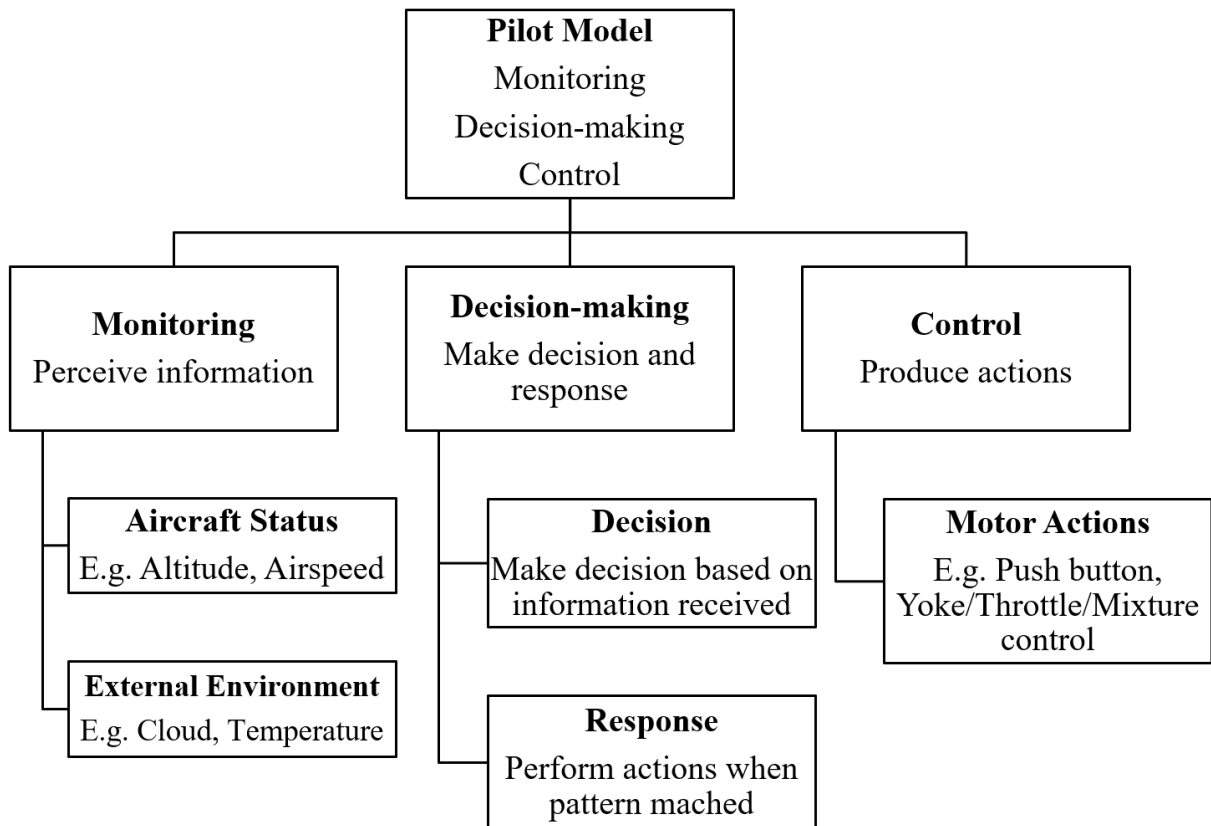 Pilot Model
Monitoring
Decision-making
Control
Monitoring
Perceive information
Decision-making
Make decision and
response
Control
Produce actions
Aircraft Status
E.g. Altitude, Airspeed
External Environment
E.g. Cloud, Temperature
Decision
Make decision based on
information received
Response
Perform actions when
pattern mached
Motor Actions
E.g. Push button,
Yoke/Throttle/Mixture
control